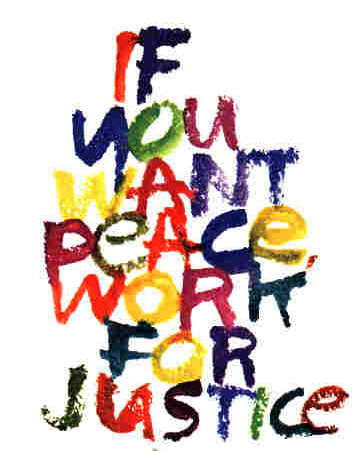 IF
YOU
WANT
PEACE,
WORK
FOR
JUSTICE